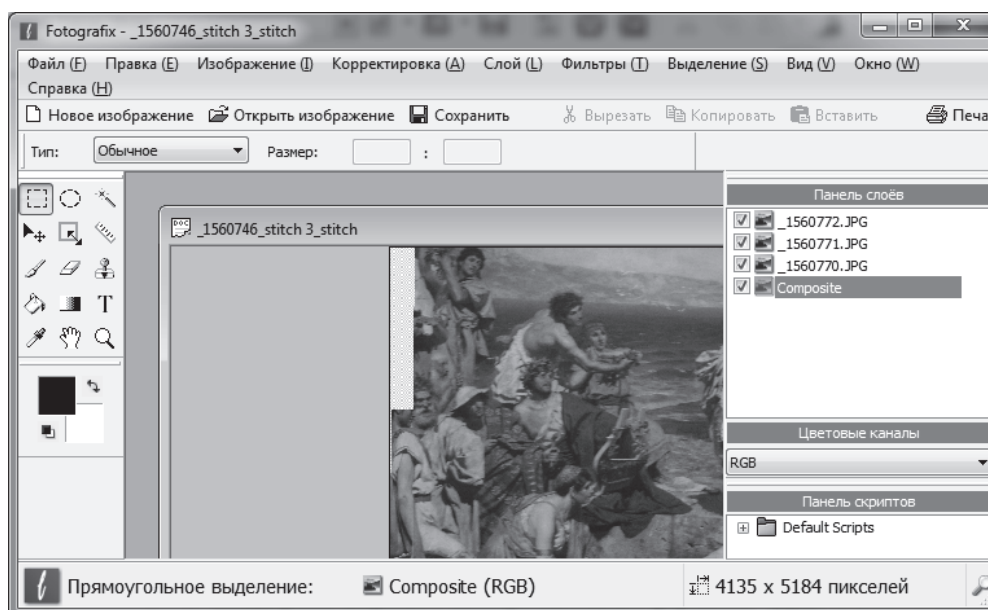 Fotografix - _1560746_stitch 3_stitch
Файл (F) Правка (E) Изображение (I) Корректировка (A) Слой (L) Фильтры (T) Выделение (S) Вид (V) Окно (W)
Справка (H)
Новое изображение Открыть изображение Сохранить Вырезать Копировать Вставить Печа
Тип: Обычное Размер: :
Панель слоёв
_1560746_stitch 3_stitch
_1560772.JPG
_1560771.JPG
_1560770.JPG
Composite
Цветовые каналы
RGB
Панель скриптов
Default Scripts
Прямоугольное выделение: Composite (RGB) 4135 x 5184 пикселей